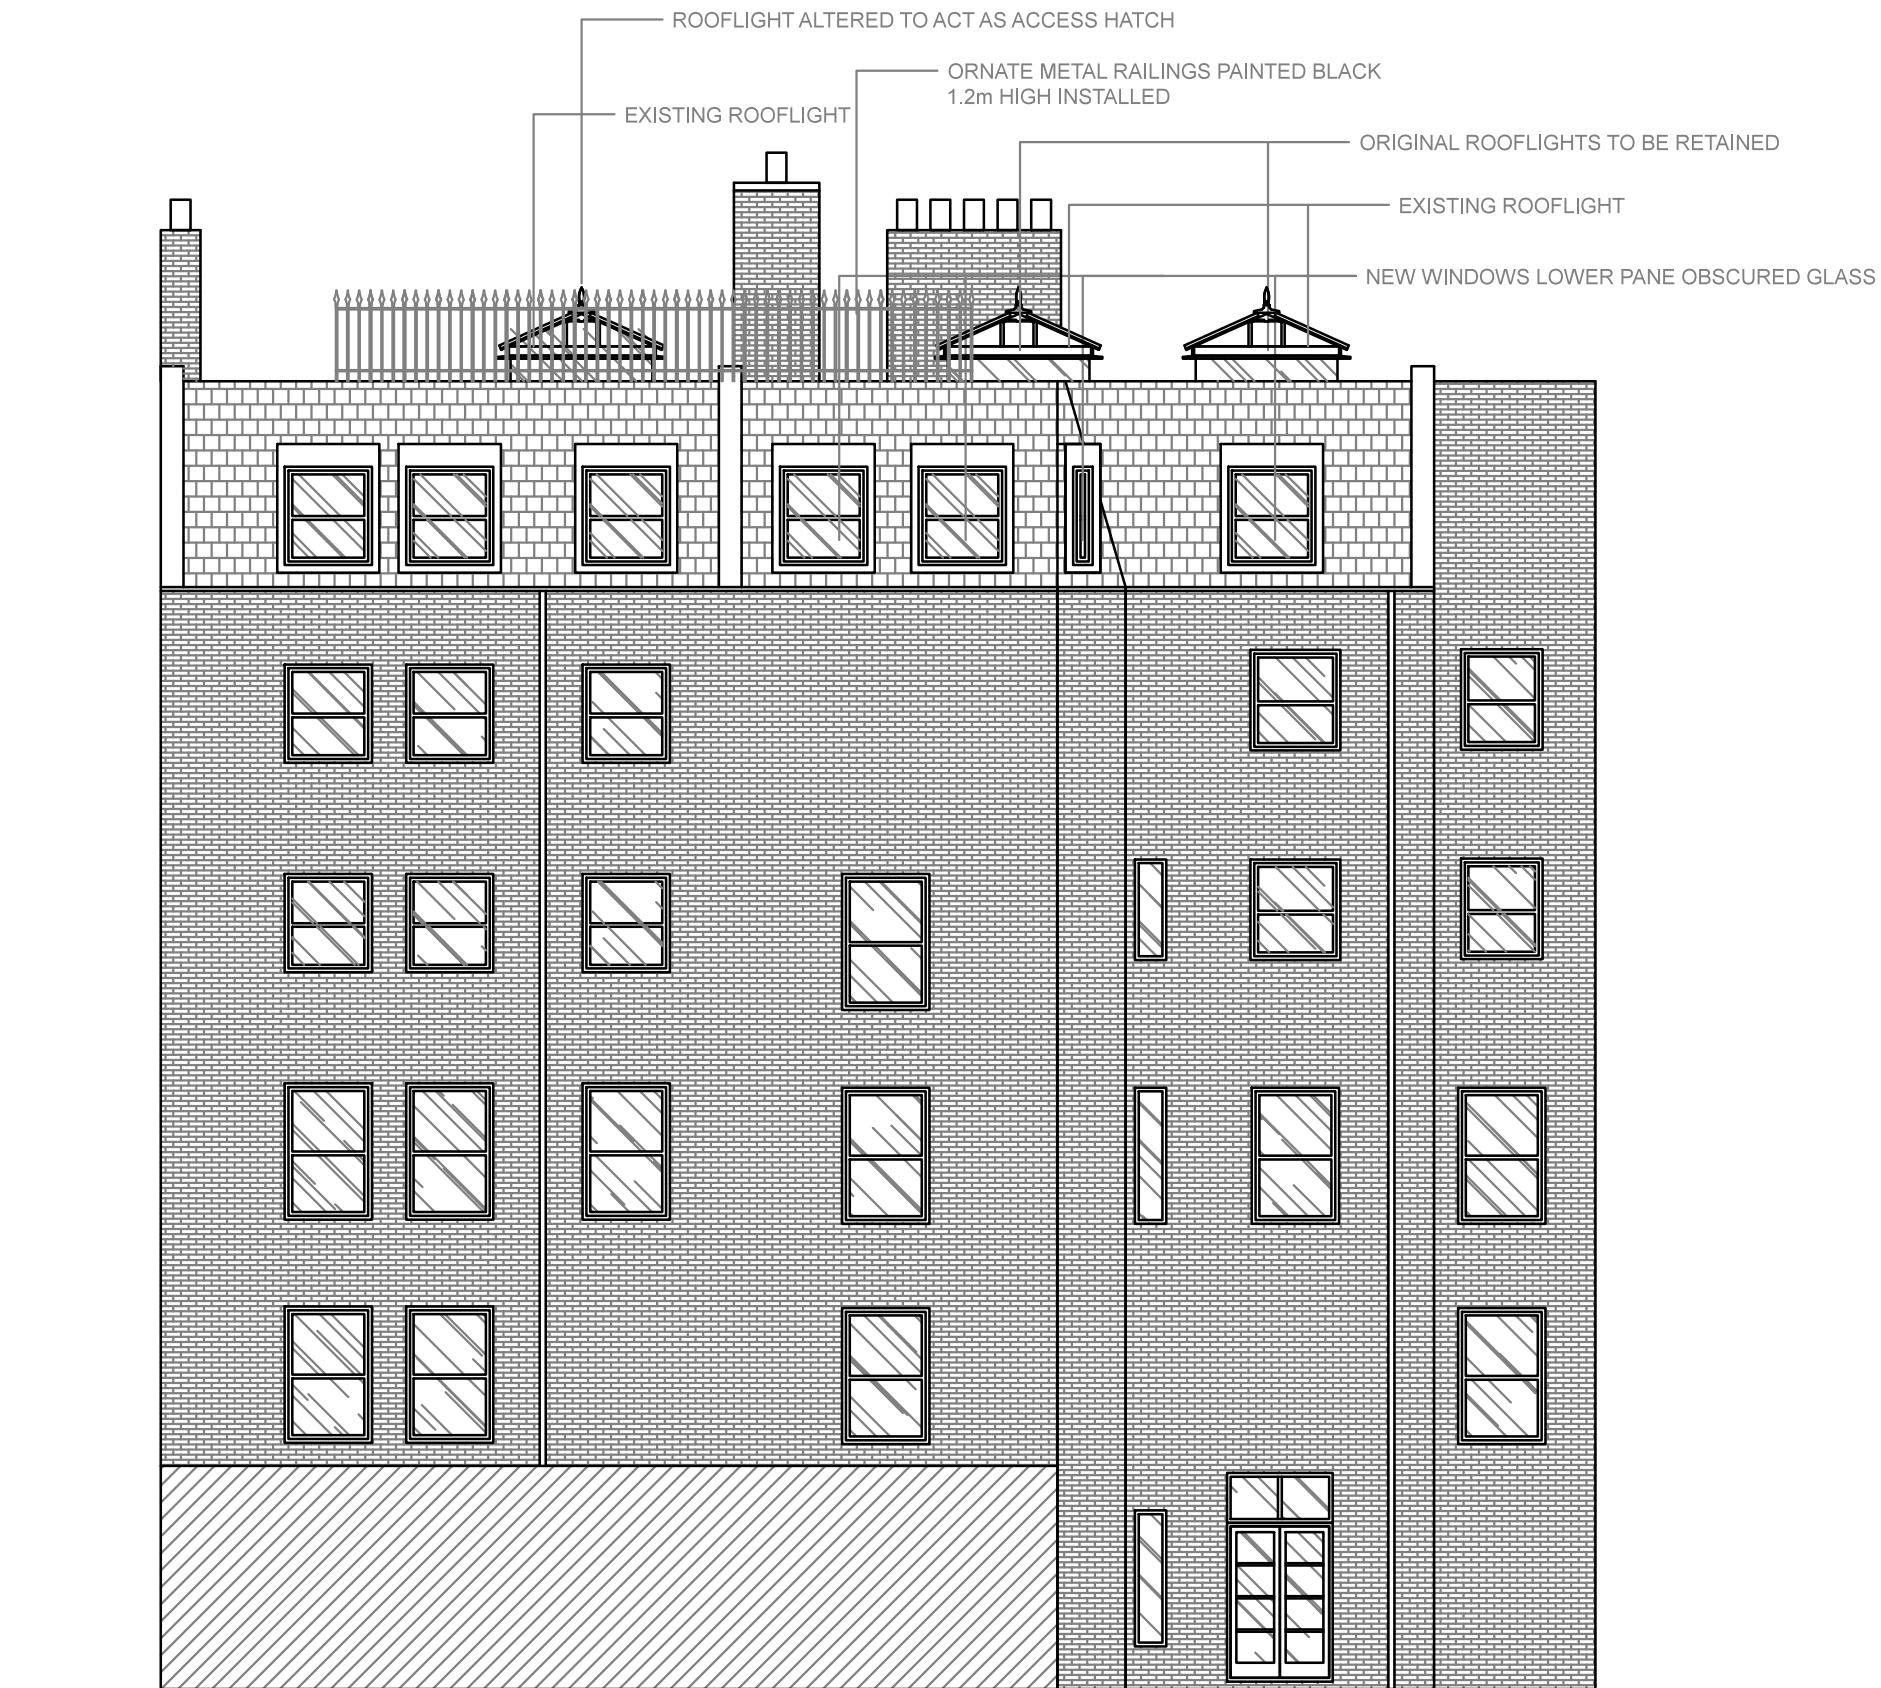 ROOFLIGHT ALTERED TO ACT AS ACCESS HATCH
ORNATE METAL RAILINGS PAINTED BLACK
1.2m HIGH INSTALLED
EXISTING ROOFLIGHT
ORIGINAL ROOFLIGHTS TO BE RETAINED
EXISTING ROOFLIGHT
NEW WINDOWS LOWER PANE OBSCURED GLASS